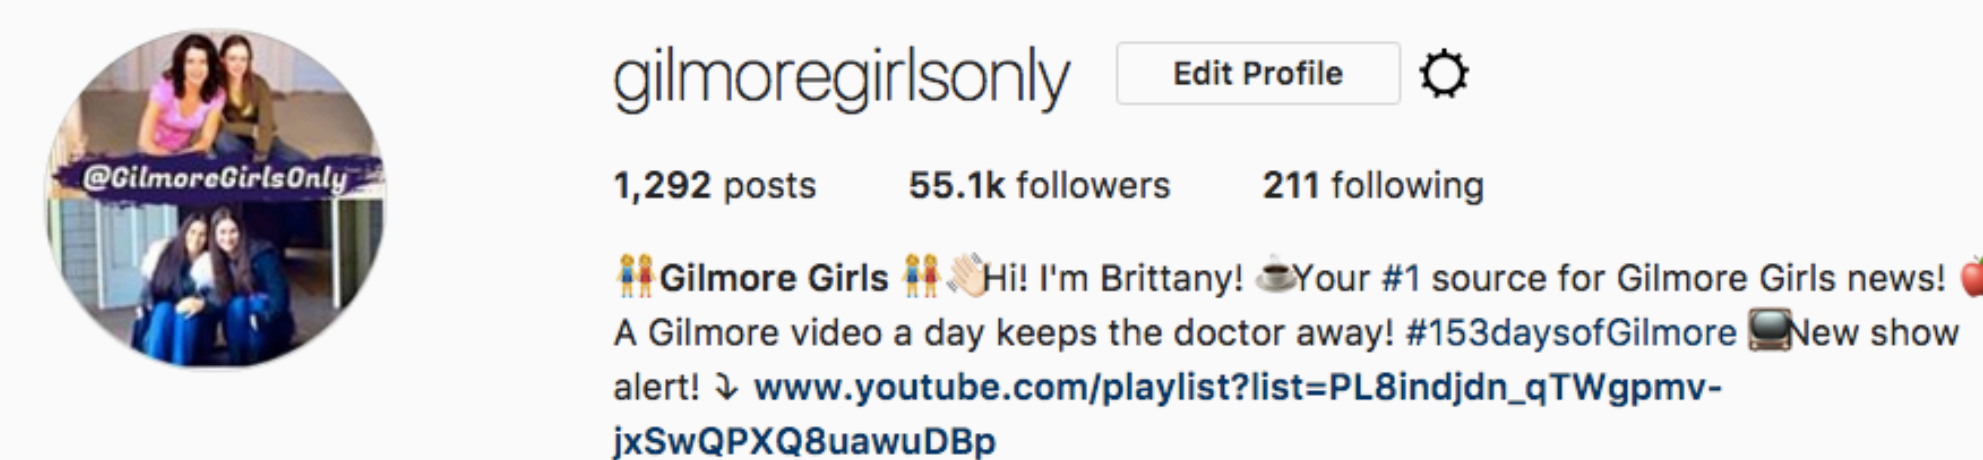 @GilmoreGirlsOnly
gilmoregirlsonly Edit Profile
1,292 posts 55.1k followers 211 following
👭Gilmore Girls 👭👋🏻Hi! I'm Brittany! ☕Your #1 source for Gilmore Girls news! 🍎
A Gilmore video a day keeps the doctor away! #153daysofGilmore 📺New show
alert! ⤵ www.youtube.com/playlist?list=PL8indjdn_qTWgpmv-
jxSwQPXQ8uawuDBp